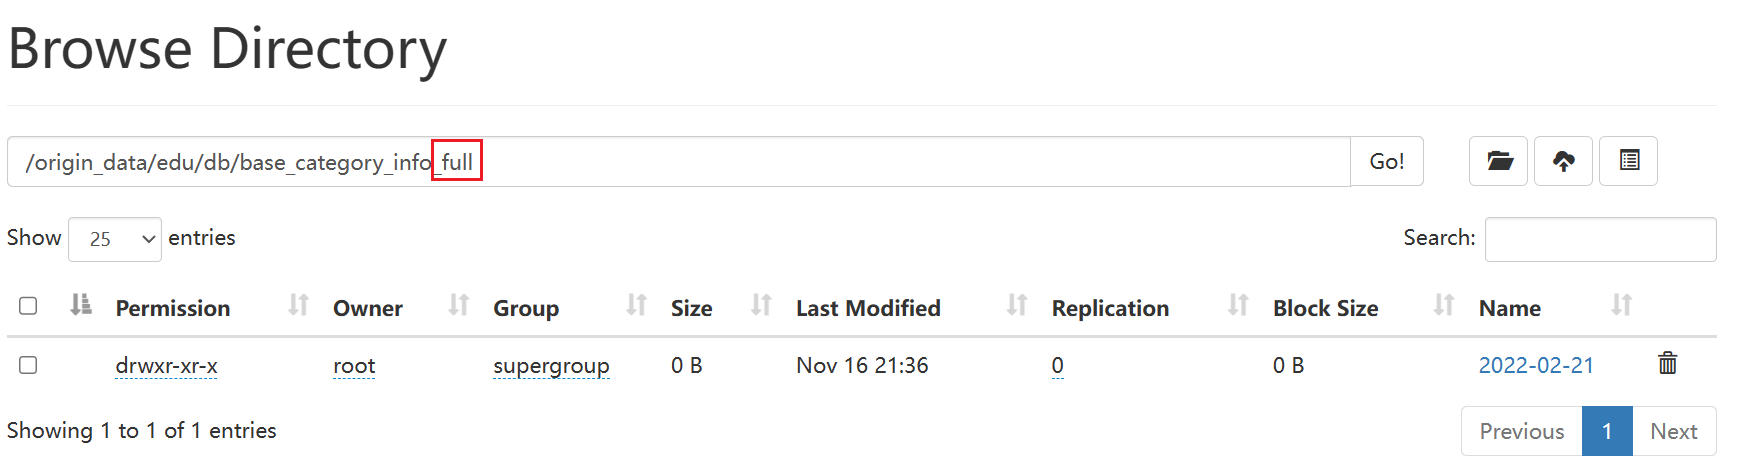 Browse Directory
/origin_data/edu/db/base_category_info_full Go!
Show 25 entries Search:
Permission Owner Group Size Last Modified Replication Block Size Name
drwxr-xr-x root supergroup 0 B Nov 16 21:36 0 0 B 2022-02-21
Showing 1 to 1 of 1 entries Previous 1 Next